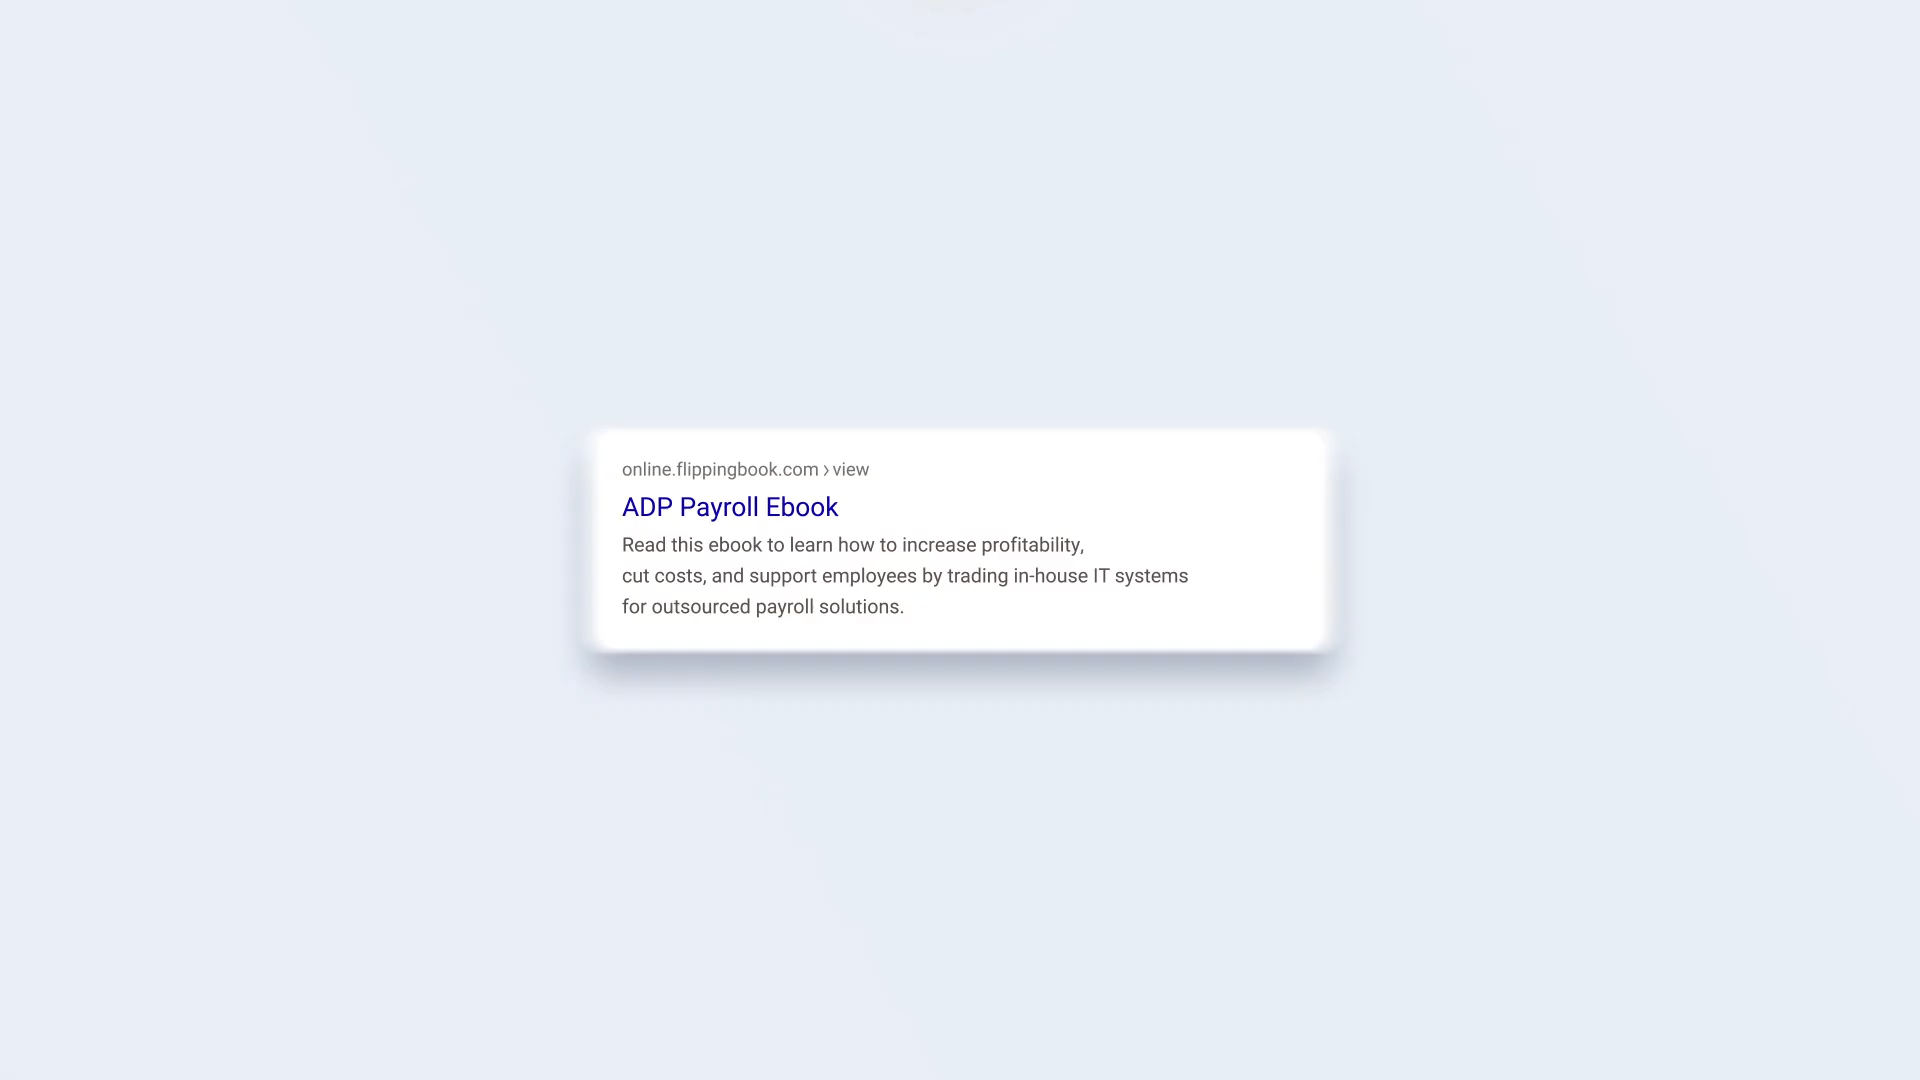 online.flippingbook.com › view
ADP Payroll Ebook
Read this ebook to learn how to increase profitability,
cut costs, and support employees by trading in-house IT systems
for outsourced payroll solutions.